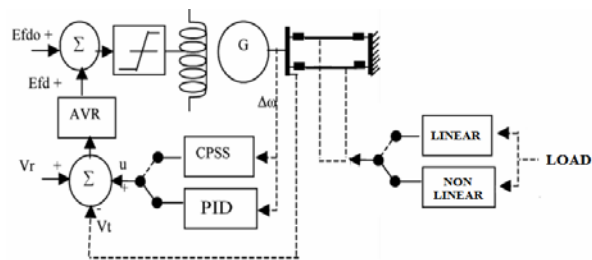 Efdo +
Σ
G
Efd +
Δω
AVR
LINEAR
Vr
+
u
CPSS
LOAD
Σ
+
NON
LINEAR
-
PID
Vt